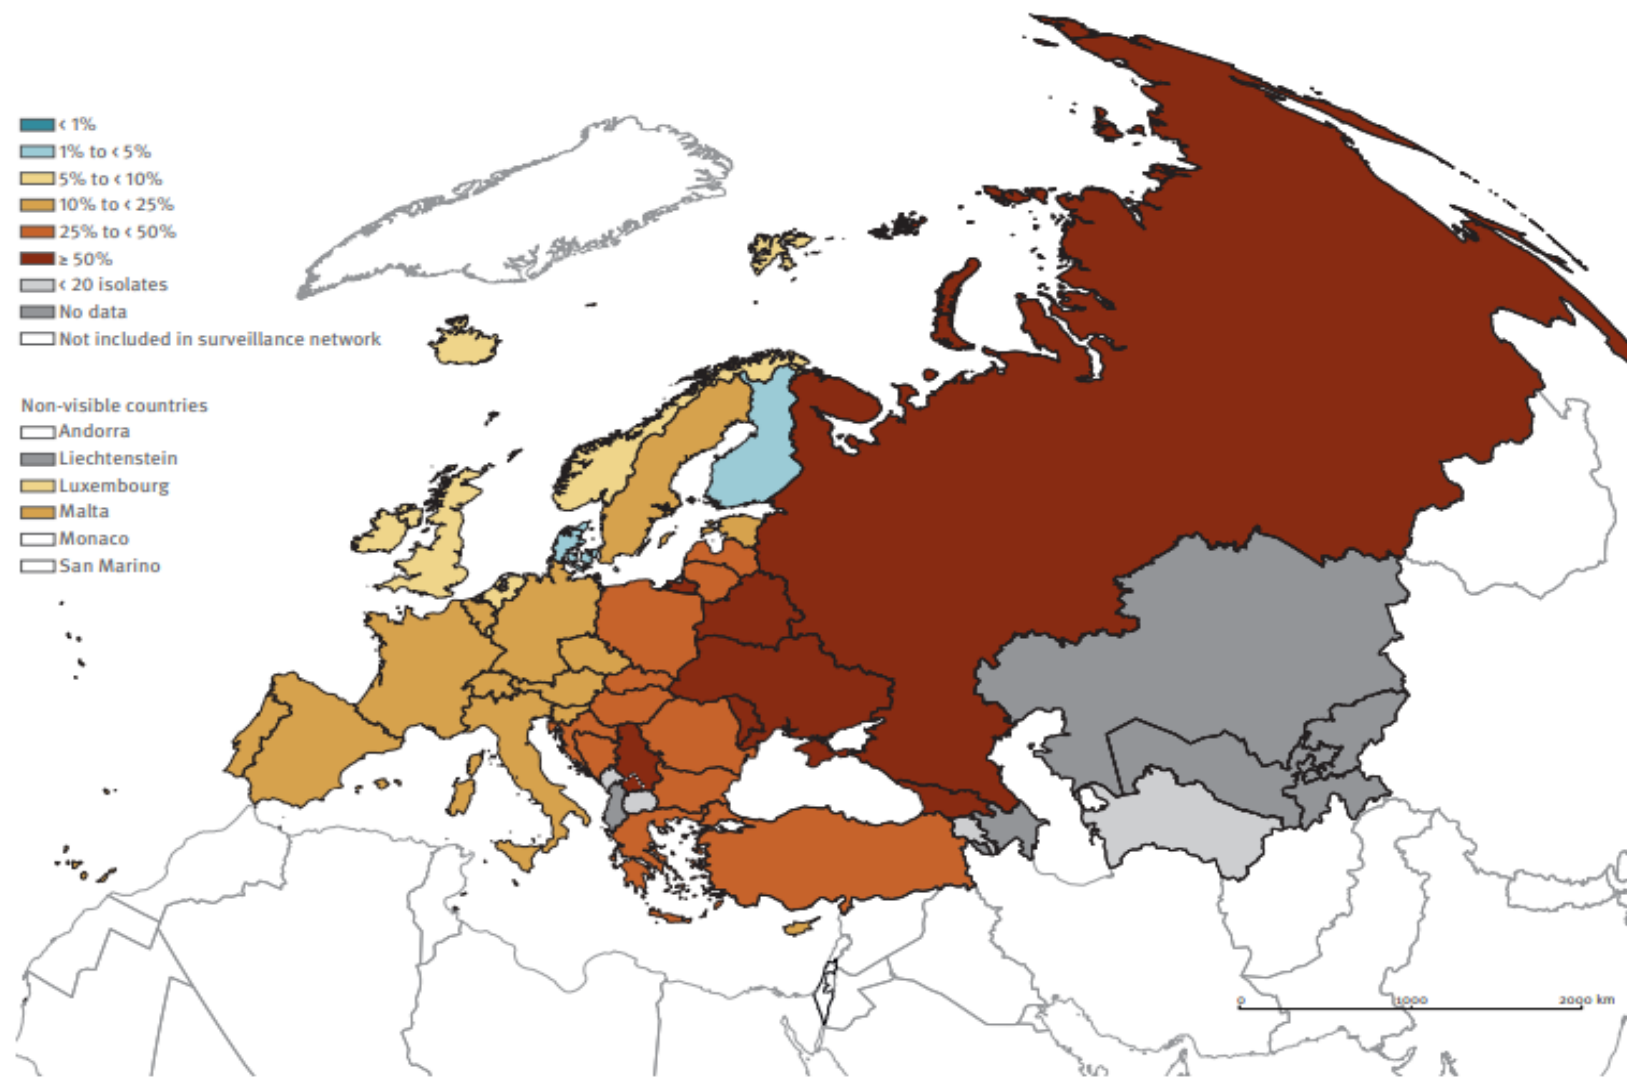 < 1%
1% to < 5%
5% to < 10%
10% to < 25%
25% to < 50%
≥ 50%
< 20 isolates
No data
Not included in surveillance network
Non-visible countries
Andorra
Liechtenstein
Luxembourg
Malta
Monaco
San Marino
0 1000 2000 km